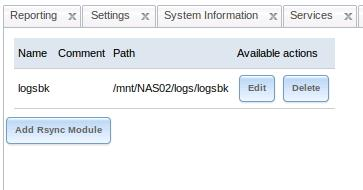 Reporting x Settings x System Information x Services x
Name Comment Path Available actions
logsbk /mnt/NAS02/logs/logsbk Edit Delete
Add Rsync Module